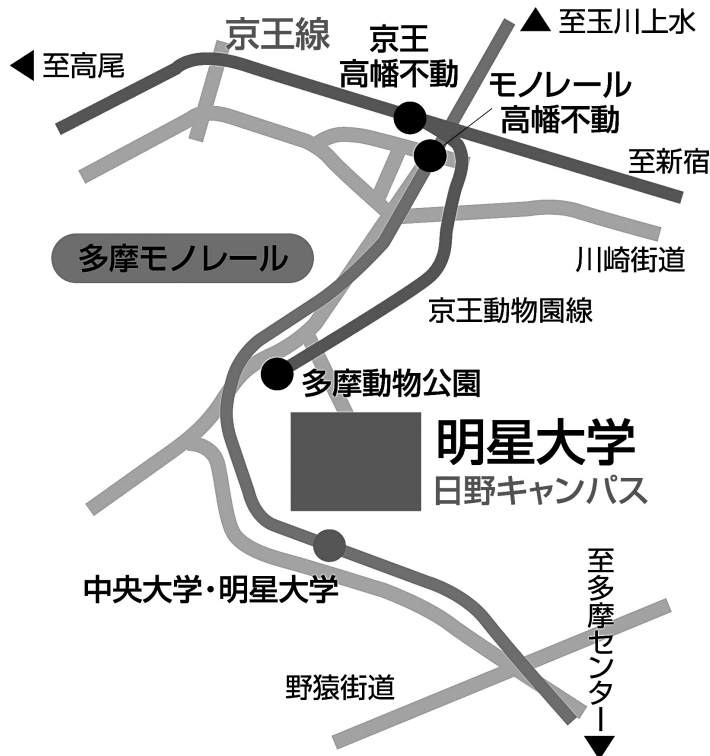 ▲至玉川上水
京王線
京王
高幡不動
◀至高尾
モノレール
高幡不動
至新宿
多摩モノレール
川崎街道
京王動物園線
多摩動物公園
明星大学
日野キャンパス
中央大学・明星大学
至多摩センター▼
野猿街道